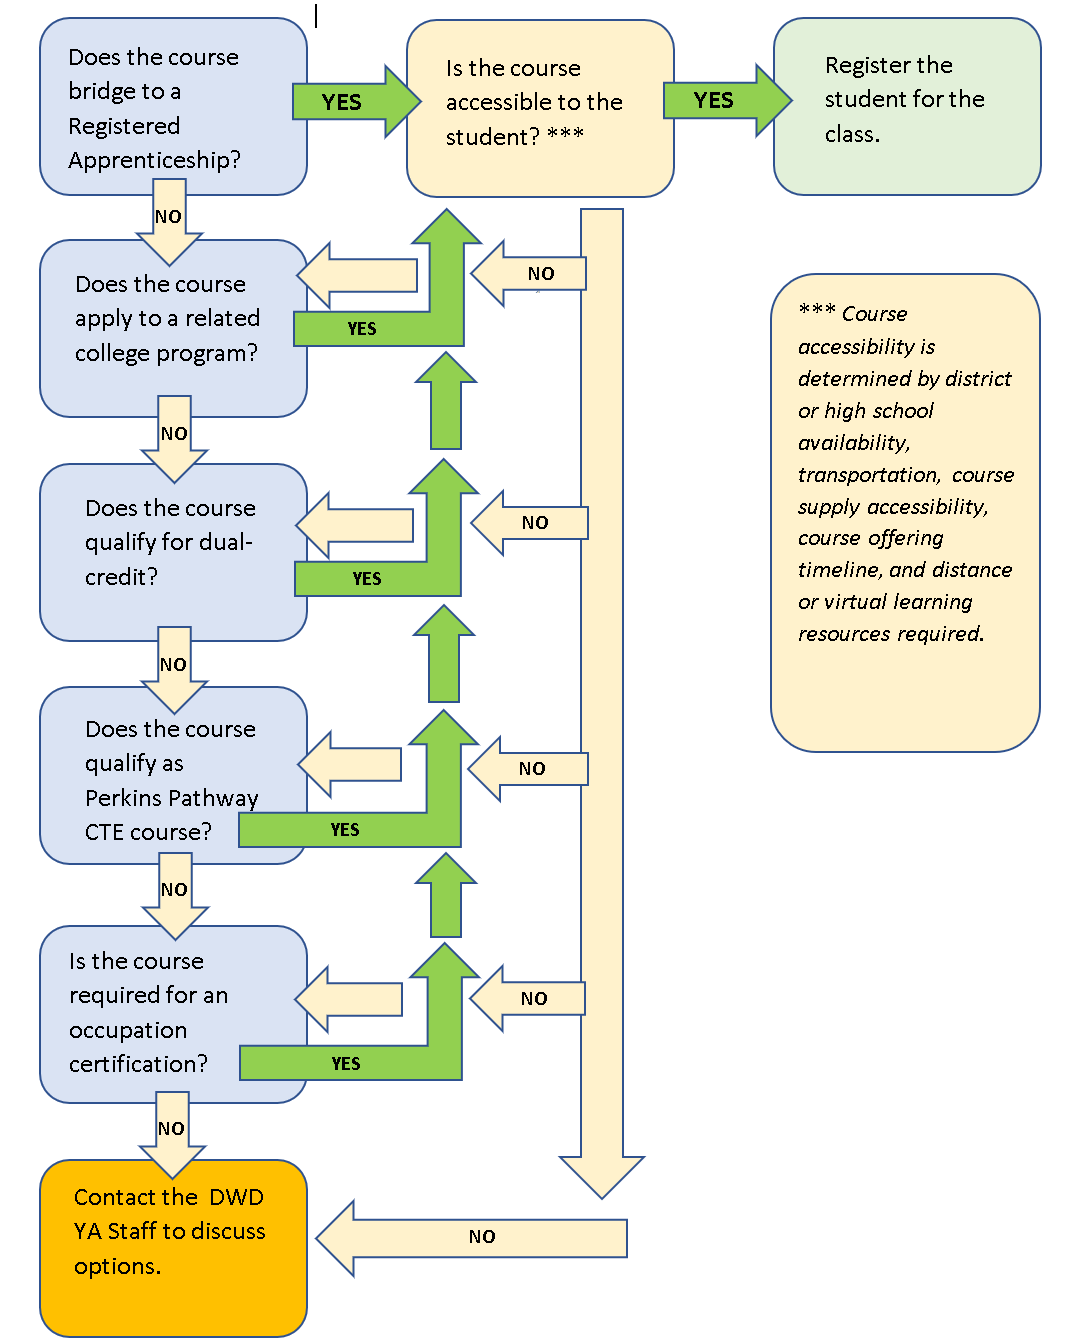 Does the course
bridge to a
Registered
Apprenticeship?
YES
Is the course
accessible to the
student? ***
YES
Register the
student for the
class.
NO
Does the course
apply to a related
college program?
NO
YES
*** Course
accessibility is
determined by district
or high school
availability,
transportation, course
supply accessibility,
course offering
timeline, and distance
or virtual learning
resources required.
NO
Does the course
qualify for dual-
credit?
NO
YES
NO
Does the course
qualify as
Perkins Pathway
CTE course?
NO
YES
NO
Is the course
required for an
occupation
certification?
NO
YES
NO
Contact the DWD
YA Staff to discuss
options.
NO